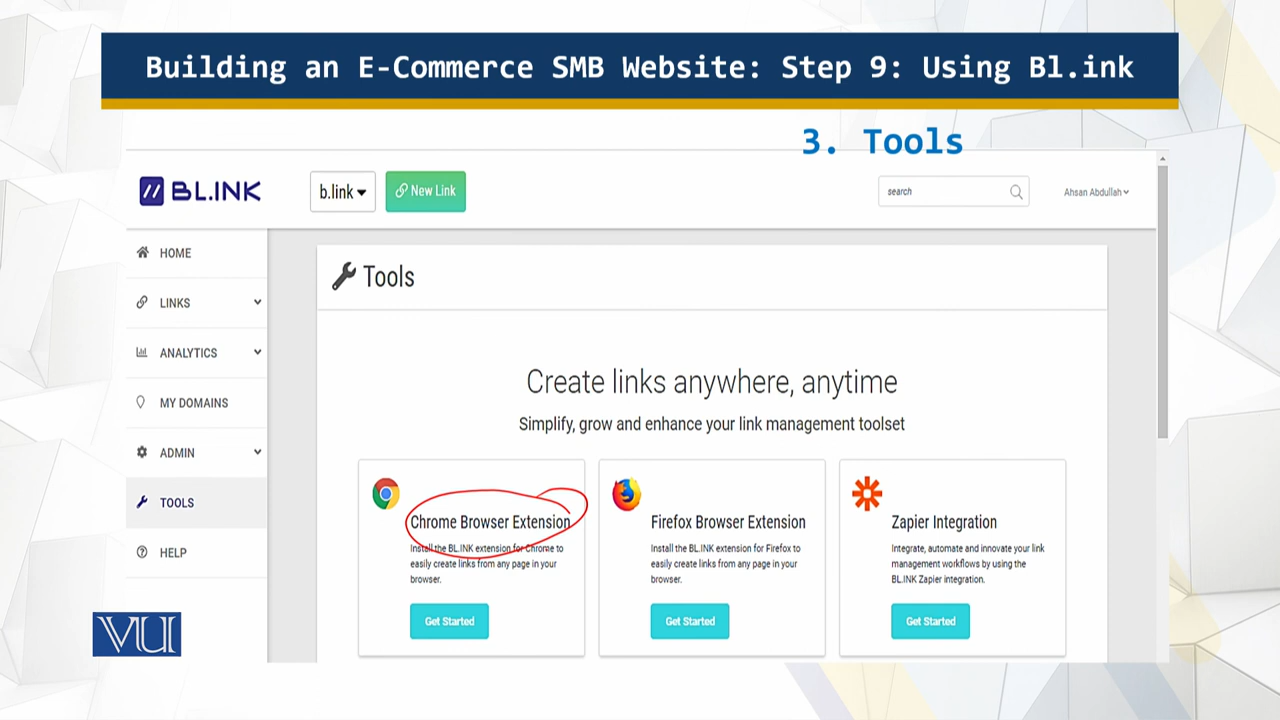 Building an E-Commerce SMB Website: Step 9: Using Bl.ink
3. Tools
BL.INK
b.link
New Link
search
Ahsan Abdullah
HOME
LINKS
ANALYTICS
MY DOMAINS
ADMIN
TOOLS
HELP
Tools
Create links anywhere, anytime
Simplify, grow and enhance your link management toolset
Chrome Browser Extension
Install the BL.INK extension for Chrome to
easily create links from any page in your
browser.
Get Started
Firefox Browser Extension
Install the BL.INK extension for Firefox to
easily create links from any page in your
browser.
Get Started
Zapier Integration
Integrate, automate and innovate your link
management workflows by using the
BL.INK Zapier integration.
Get Started
VU